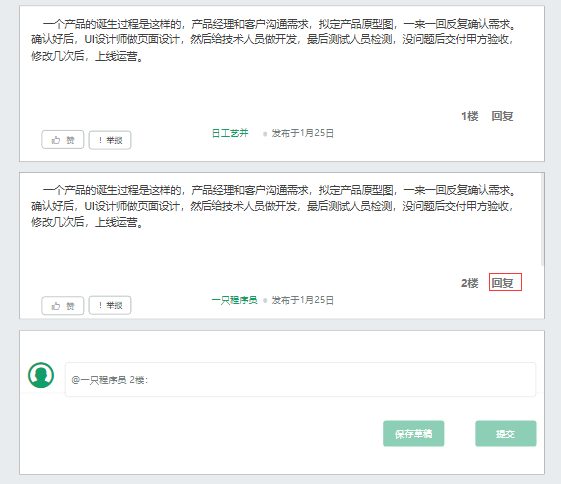 一个产品的诞生过程是这样的，产品经理和客户沟通需求，拟定产品原型图，一来一回反复确认需求。
确认好后，UI设计师做页面设计，然后给技术人员做开发，最后测试人员检测，没问题后交付甲方验收，
修改几次后，上线运营。
1楼 回复
赞 ！举报 日工艺并 发布于1月25日
一个产品的诞生过程是这样的，产品经理和客户沟通需求，拟定产品原型图，一来一回反复确认需求。
确认好后，UI设计师做页面设计，然后给技术人员做开发，最后测试人员检测，没问题后交付甲方验收，
修改几次后，上线运营。
2楼 回复
赞 ！举报 一只程序员 发布于1月25日
@一只程序员 2楼：
保存草稿 提交